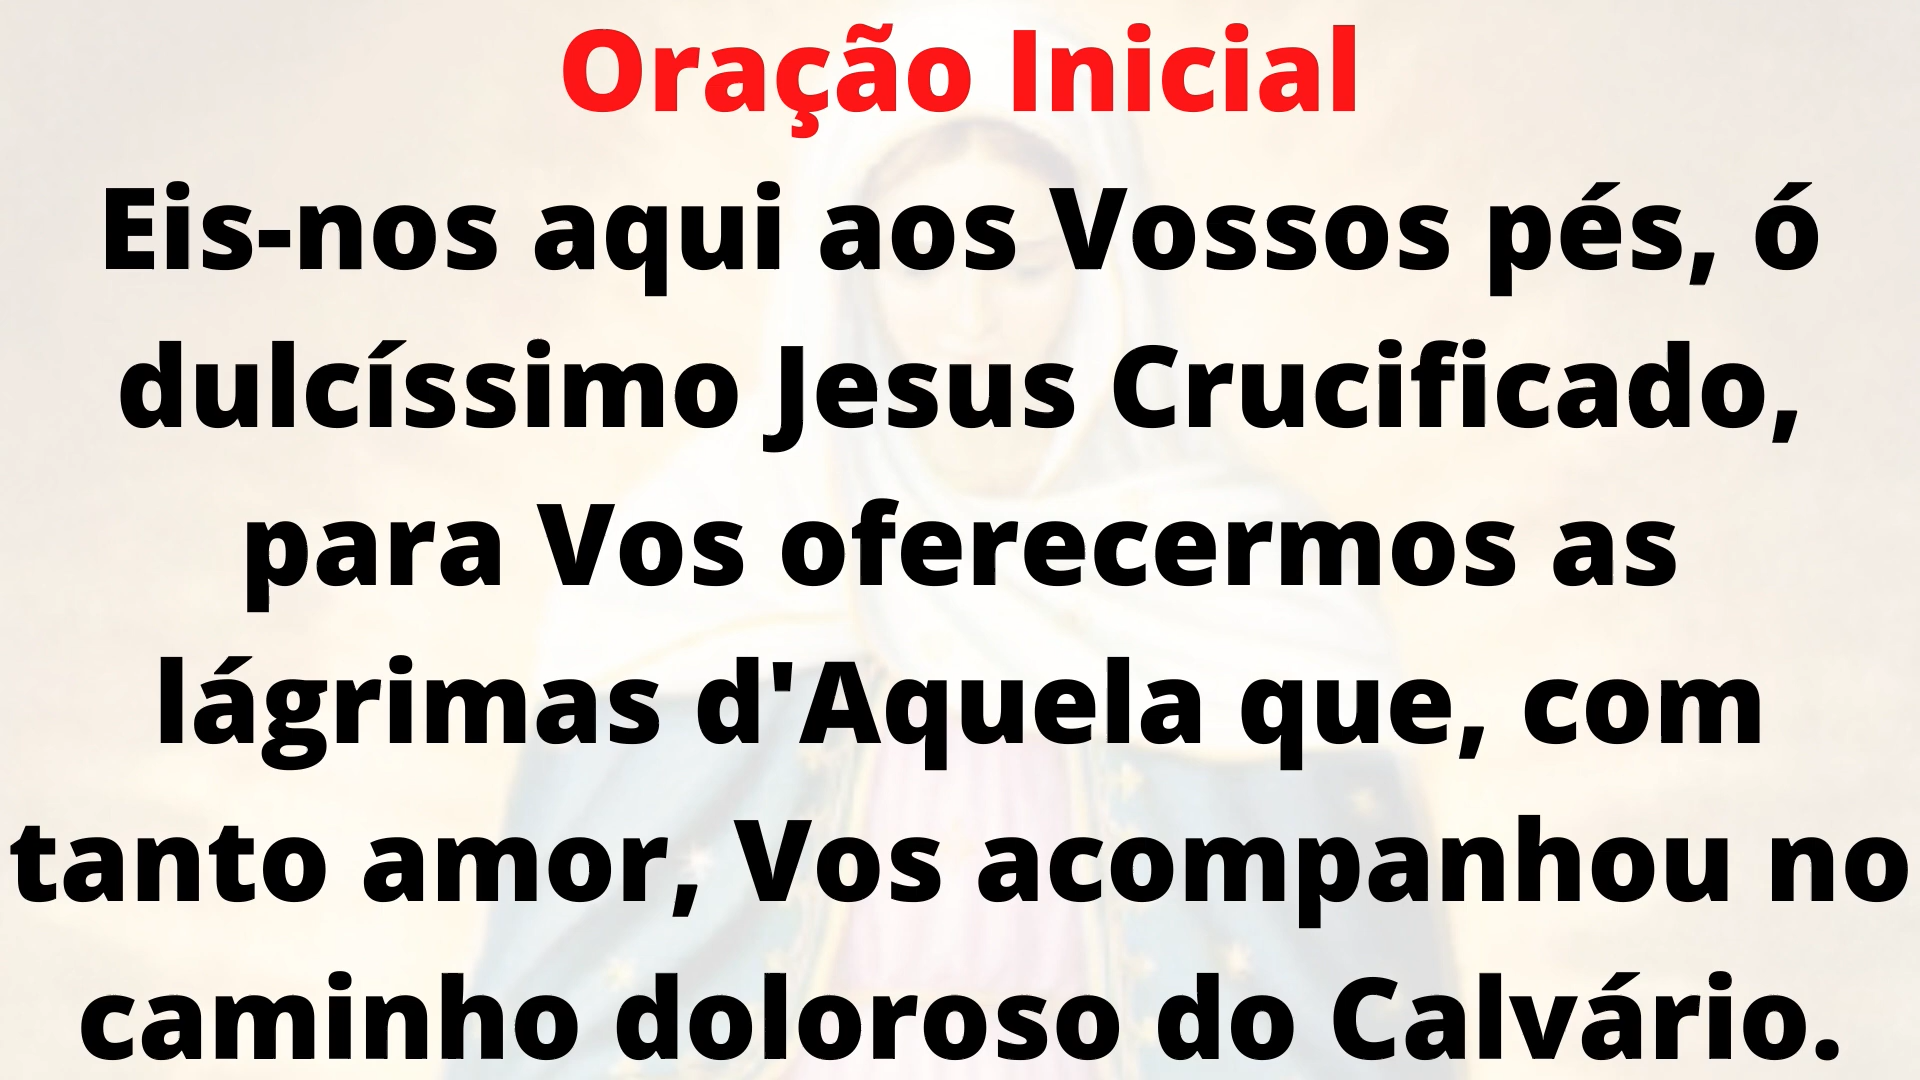 Oração Inicial
Eis-nos aqui aos Vossos pés, ó
dulcíssimo Jesus Crucificado,
para Vos oferecermos as
lágrimas d'Aquela que, com
tanto amor, Vos acompanhou no
caminho doloroso do Calvário.